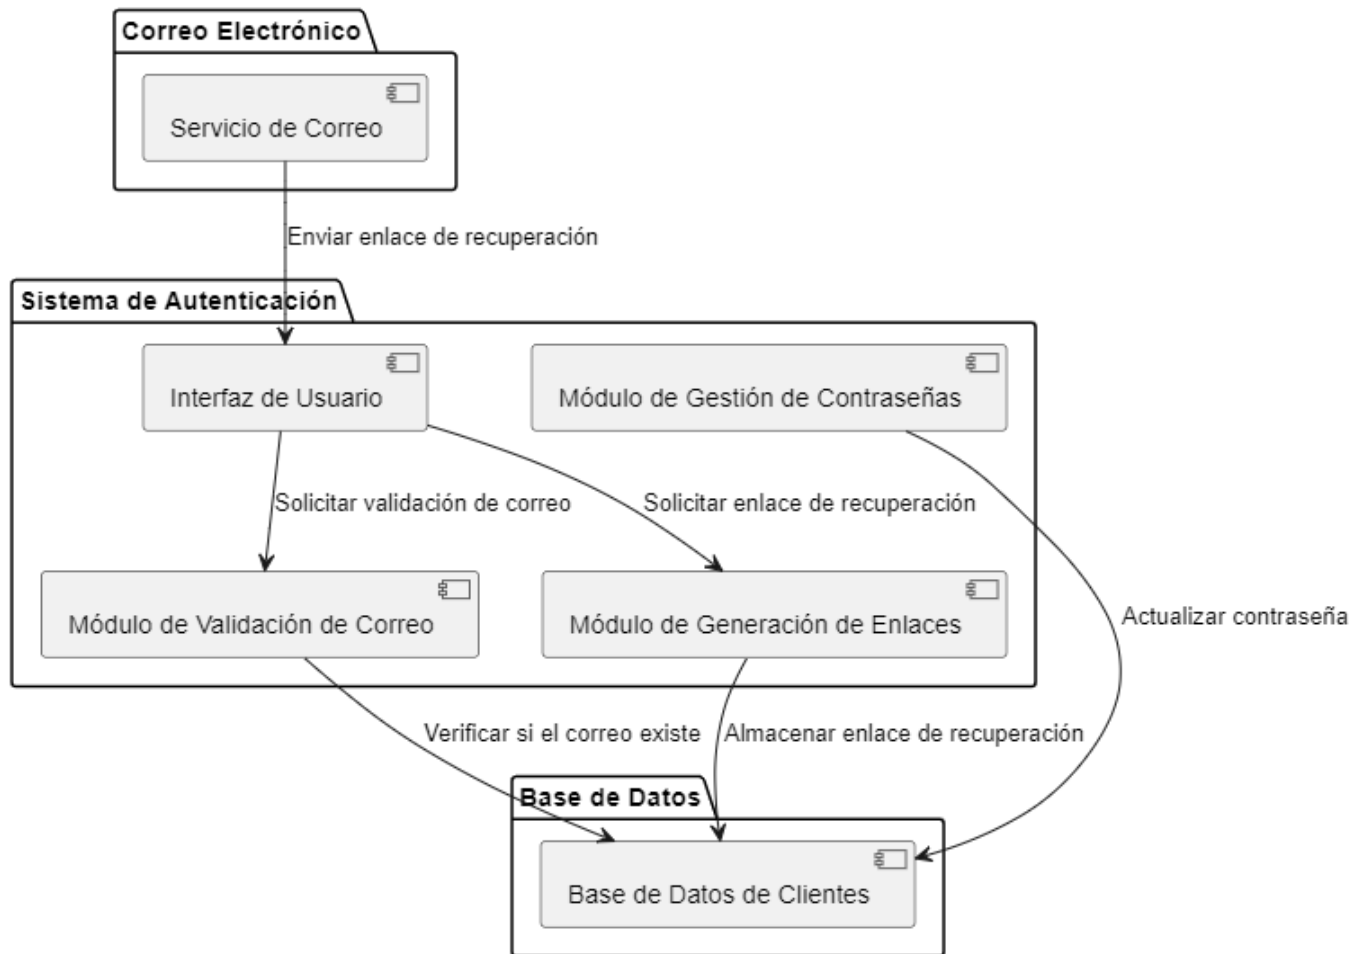 Correo Electrónico
Servicio de Correo
Enviar enlace de recuperación
Sistema de Autenticación
Interfaz de Usuario
Módulo de Gestión de Contraseñas
Solicitar validación de correo
Solicitar enlace de recuperación
Módulo de Validación de Correo
Módulo de Generación de Enlaces
Actualizar contraseña
Verificar si el correo existe
Almacenar enlace de recuperación
Base de Datos
Base de Datos de Clientes